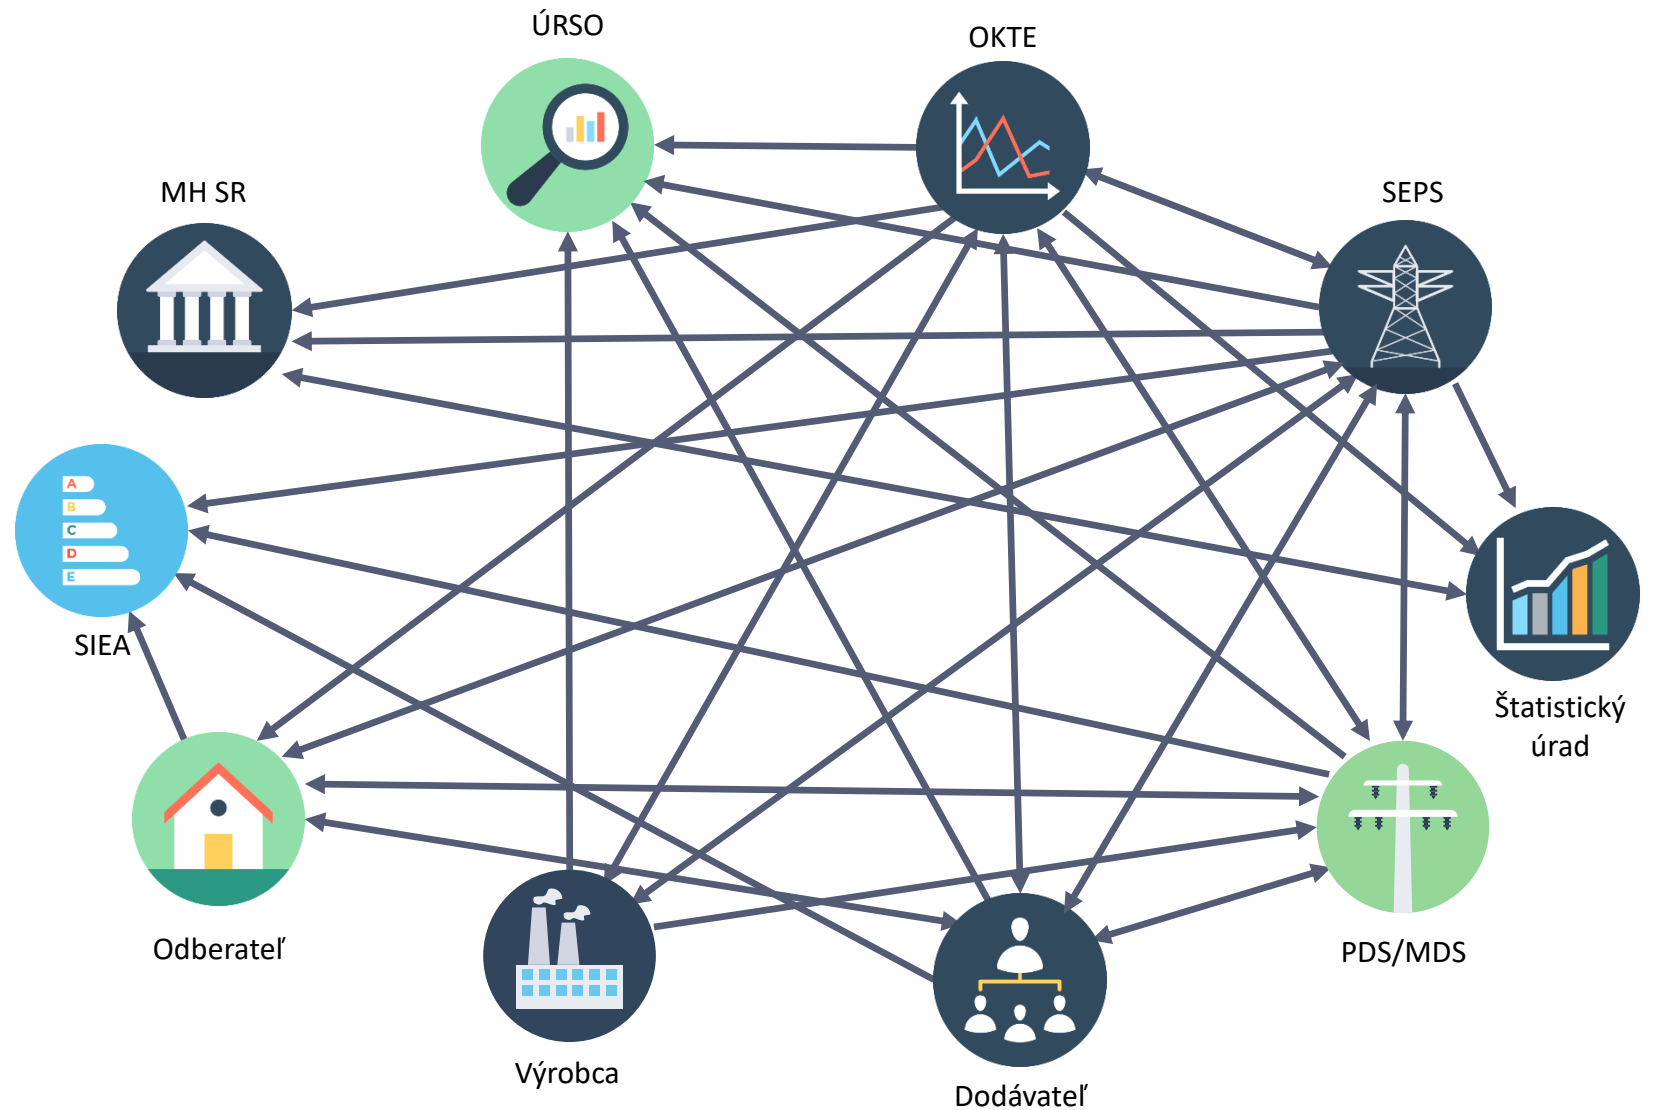 ÚRSO
OKTE
MH SR
SEPS
A
B
C
D
E
SIEA
Štatistický
úrad
Odberateľ
PDS/MDS
Výrobca
Dodávateľ